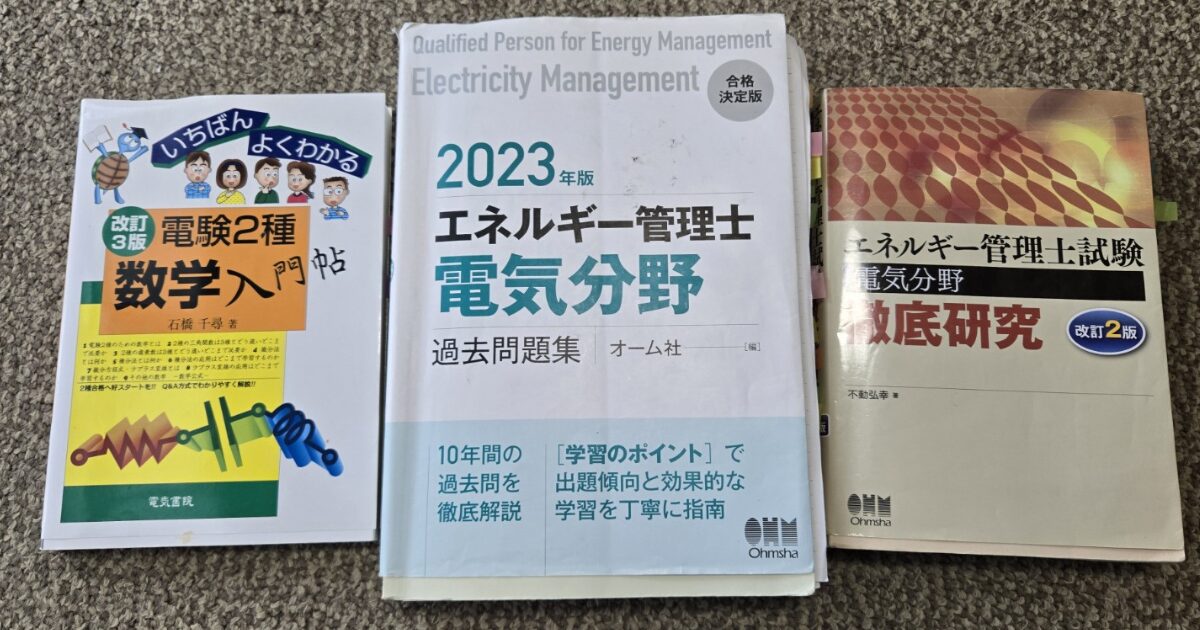 いちばん
よくわかる
改訂
3版
電験2種
数学入門帖
石橋 千尋 著
2種合格へ好スタートを!! Q&A方式でわかりやすく解説!!
電気書院
Qualified Person for Energy Management
Electricity Management
合格
決定版
2023年版
エネルギー管理士
電気分野
過去問題集
オーム社 [編]
10年間の
過去問を
徹底解説
[学習のポイント]で
出題傾向と効果的な
学習を丁寧に指南
OHM
Ohmsha
エネルギー管理士試験
電気分野
徹底研究
改訂2版
不動弘幸 著
OHM
Ohmsha